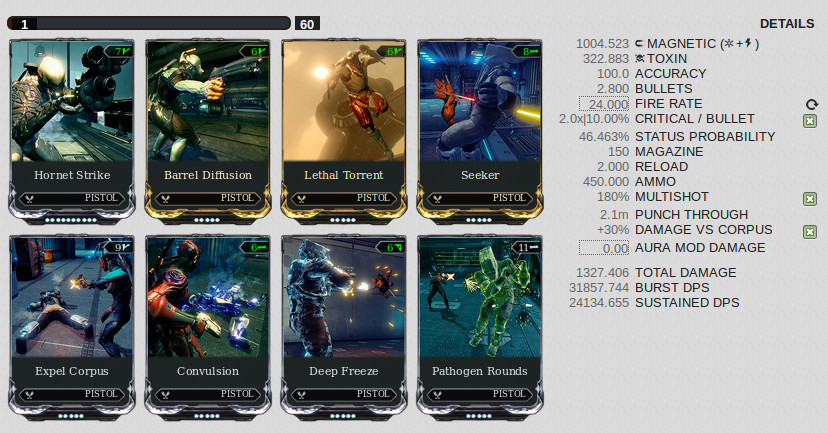 1
60
DETAILS
7
6
6
8
Hornet Strike
Barrel Diffusion
Lethal Torrent
Seeker
PISTOL
PISTOL
PISTOL
PISTOL
9
6
6
11
Expel Corpus
Convulsion
Deep Freeze
Pathogen Rounds
PISTOL
PISTOL
PISTOL
PISTOL
1004.523 MAGNETIC ( + )
322.883 TOXIN
100.0 ACCURACY
2.800 BULLETS
24.000 FIRE RATE
2.0x|10.00% CRITICAL / BULLET
46.463% STATUS PROBABILITY
150 MAGAZINE
2.000 RELOAD
450.000 AMMO
180% MULTISHOT
2.1m PUNCH THROUGH
+30% DAMAGE VS CORPUS
0.00 AURA MOD DAMAGE
1327.406 TOTAL DAMAGE
31857.744 BURST DPS
24134.655 SUSTAINED DPS